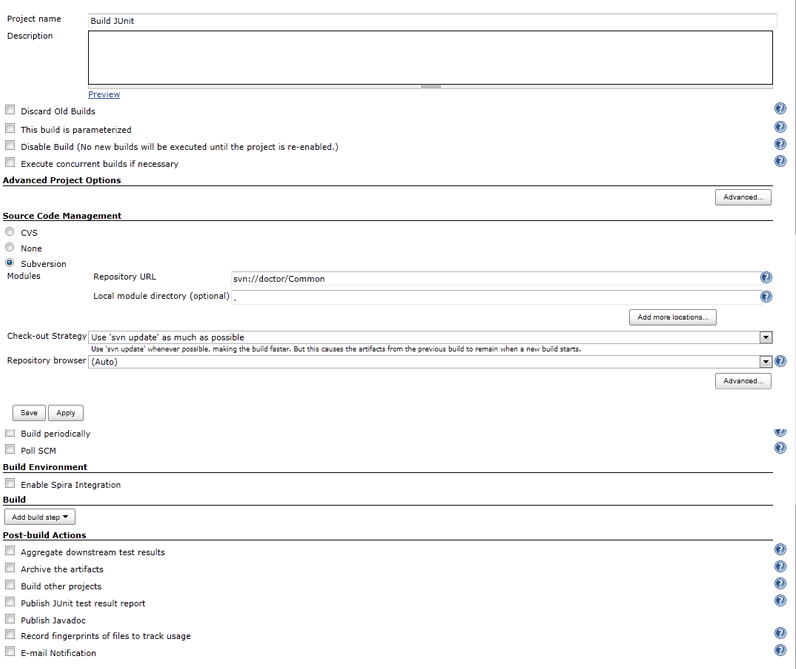 Project name Build JUnit
Description
Preview
Discard Old Builds
This build is parameterized
Disable Build (No new builds will be executed until the project is re-enabled.)
Execute concurrent builds if necessary
Advanced Project Options
Advanced...
Source Code Management
CVS
None
Subversion
Modules Repository URL svn://doctor/Common
Local module directory (optional) .
Add more locations...
Check-out Strategy Use 'svn update' as much as possible
Use 'svn update' whenever possible, making the build faster. But this causes the artifacts from the previous build to remain when a new build starts.
Repository browser (Auto)
Advanced...
Save Apply
Build periodically
Poll SCM
Build Environment
Enable Spira Integration
Build
Add build step
Post-build Actions
Aggregate downstream test results
Archive the artifacts
Build other projects
Publish JUnit test result report
Publish Javadoc
Record fingerprints of files to track usage
E-mail Notification